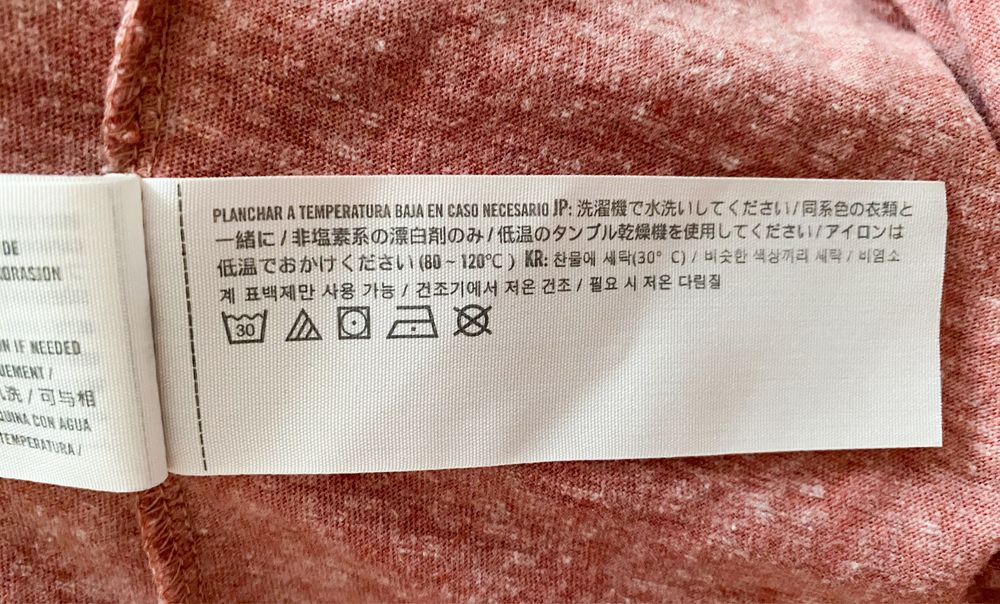 DE
ORASION
N IF NEEDED
UEMENT /
洗 / 可与相
QUINA CON AGUA
TEMPERATURA /
PLANCHAR A TEMPERATURA BAJA EN CASO NECESARIO JP: 洗濯機で水洗いしてください/同系色の衣類と
一緒に/非塩素系の漂白剤のみ/低温のタンブル乾燥機を使用してください/アイロンは
低温でおかけください (80 ~ 120℃ ) KR: 찬물에 세탁(30° C) / 비슷한 색상끼리 세탁 / 비염소
계 표백제만 사용 가능 / 건조기에서 저온 건조 / 필요 시 저온 다림질
30